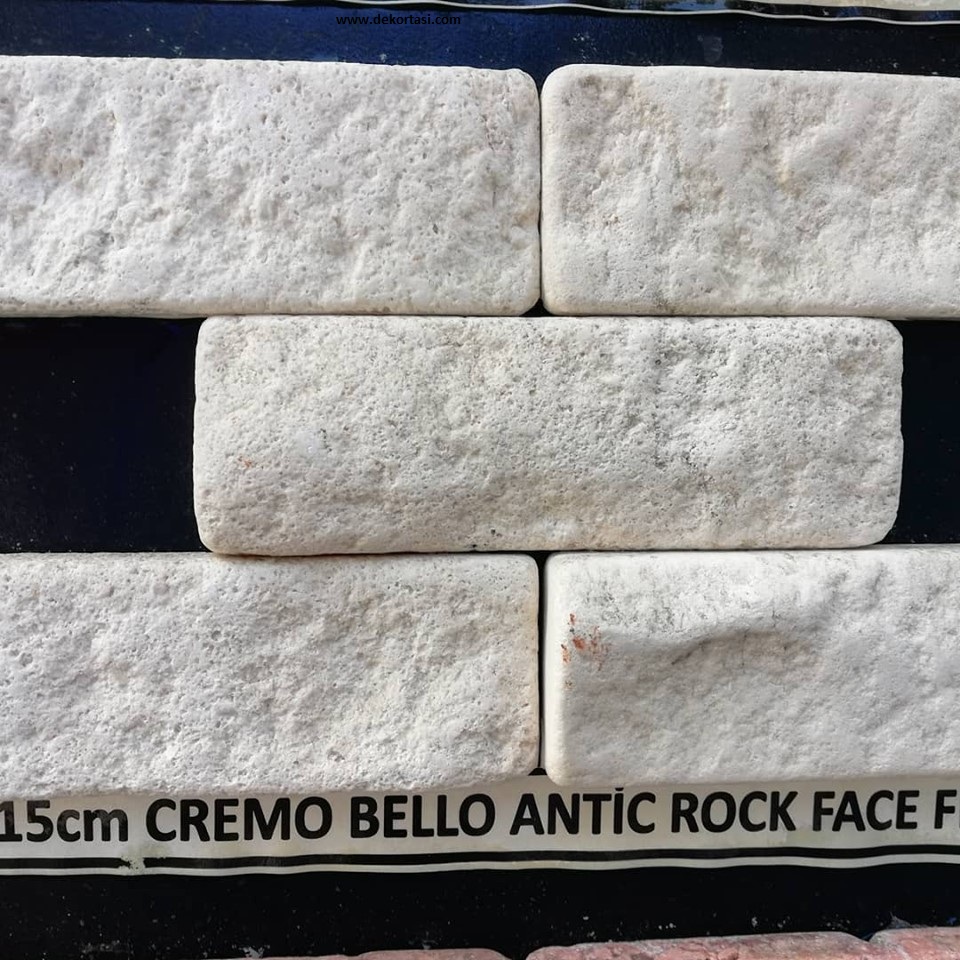 www.dekortasi.com
15cm CREMO BELLO ANTİC ROCK FACE